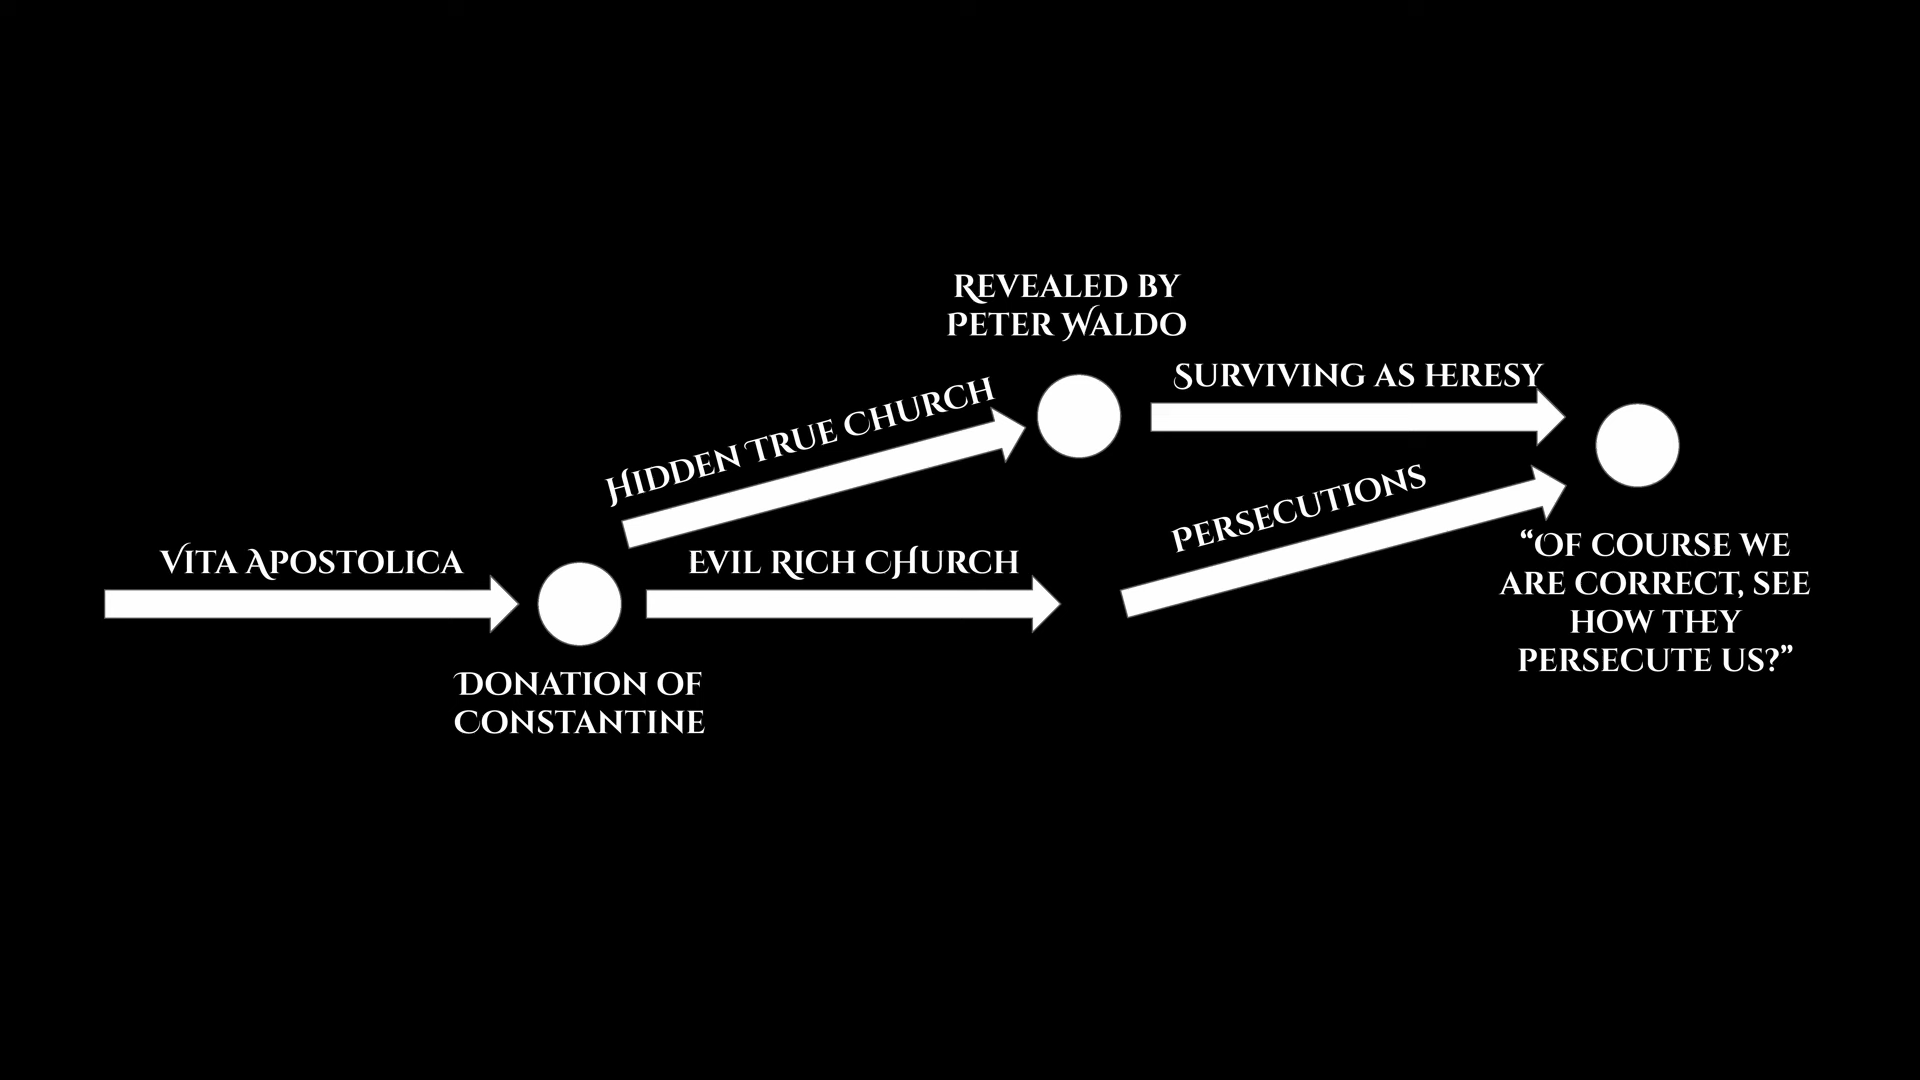 Revealed by
Peter Waldo
Surviving as heresy
Hidden True Church
Persecutions
Vita Apostolica
Evil Rich Church
Donation of
Constantine
“Of course we
are correct, see
how they
persecute us?”